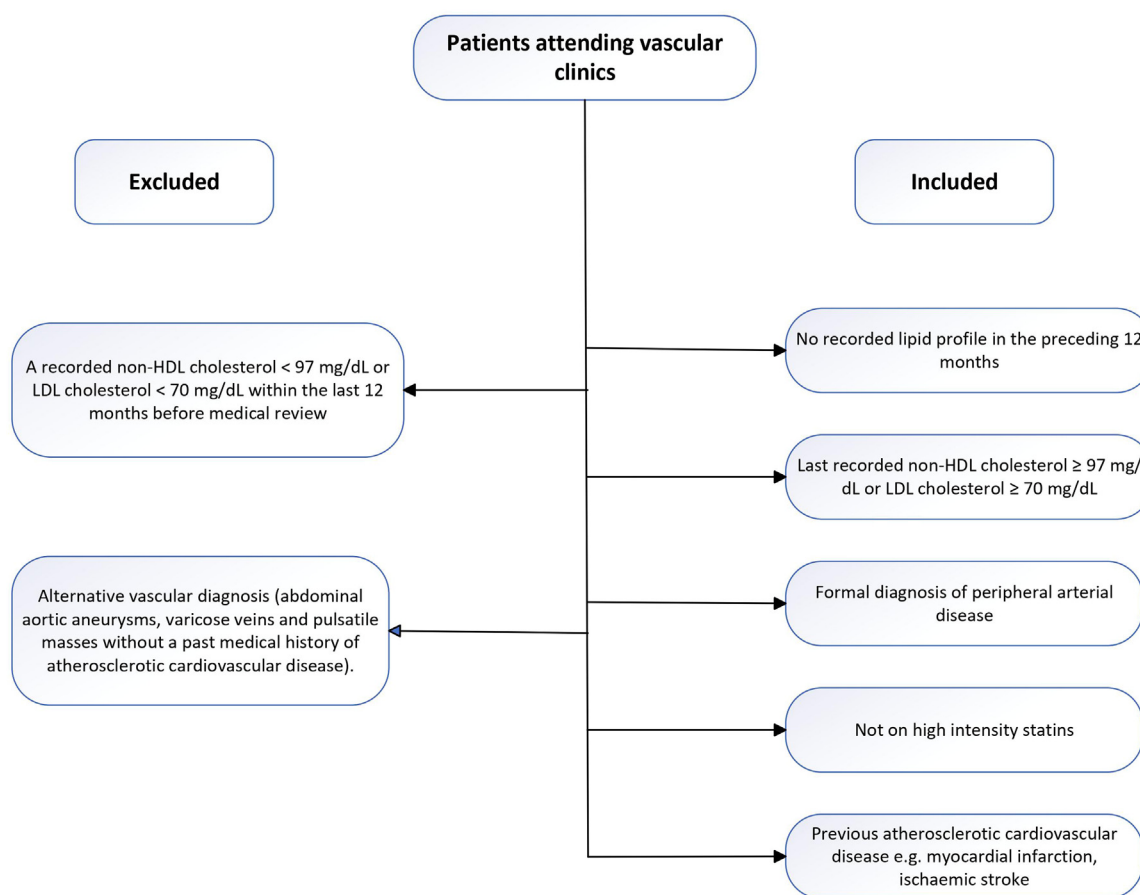 Patients attending vascular
clinics
Excluded
Included
A recorded non-HDL cholesterol < 97 mg/dL or
LDL cholesterol < 70 mg/dL within the last 12
months before medical review
Alternative vascular diagnosis (abdominal
aortic aneurysms, varicose veins and pulsatile
masses without a past medical history of
atherosclerotic cardiovascular disease).
No recorded lipid profile in the preceding 12
months
Last recorded non-HDL cholesterol ≥ 97 mg/
dL or LDL cholesterol ≥ 70 mg/dL
Formal diagnosis of peripheral arterial
disease
Not on high intensity statins
Previous atherosclerotic cardiovascular
disease e.g. myocardial infarction,
ischaemic stroke